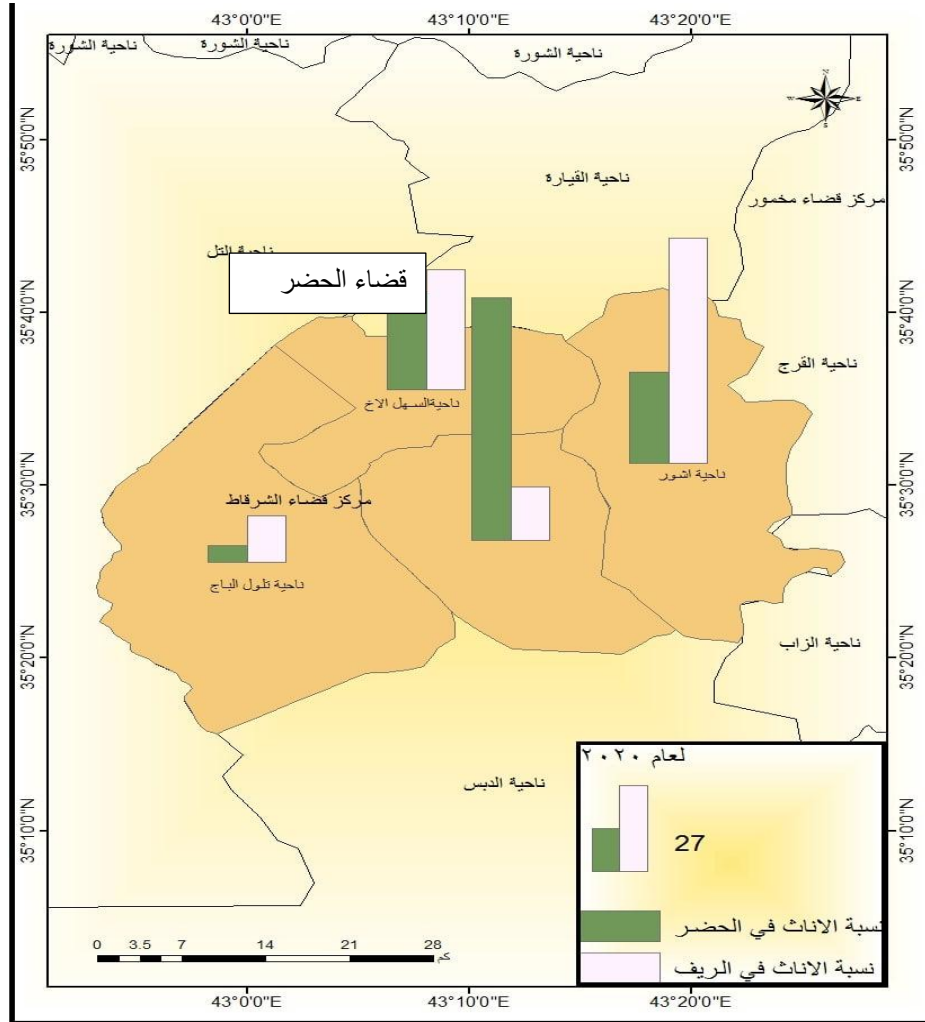 43°0'0"E 43°10'0"E 43°20'0"E
ناحية الشورة
ناحية الشورة
ناحية الشورة
N
W E
S
35°50'0"N
35°50'0"N
ناحية القيارة
مركز قضاء مخمور
ناحية التل
قضاء الحضر
35°40'0"N
35°40'0"N
ناحية القرج
ناحيةالسهل الاخ
ناحية اشور
35°30'0"N
35°30'0"N
مركز قضاء الشرقاط
ناحية تلول الباج
ناحية الزاب
35°20'0"N
35°20'0"N
ناحية الدبس
لعام ٢٠٢٠
27
35°10'0"N
35°10'0"N
نسبة الاناث في الحضر
نسبة الاناث في الريف
0 3.5 7 14 21 28
كم
43°0'0"E 43°10'0"E 43°20'0"E